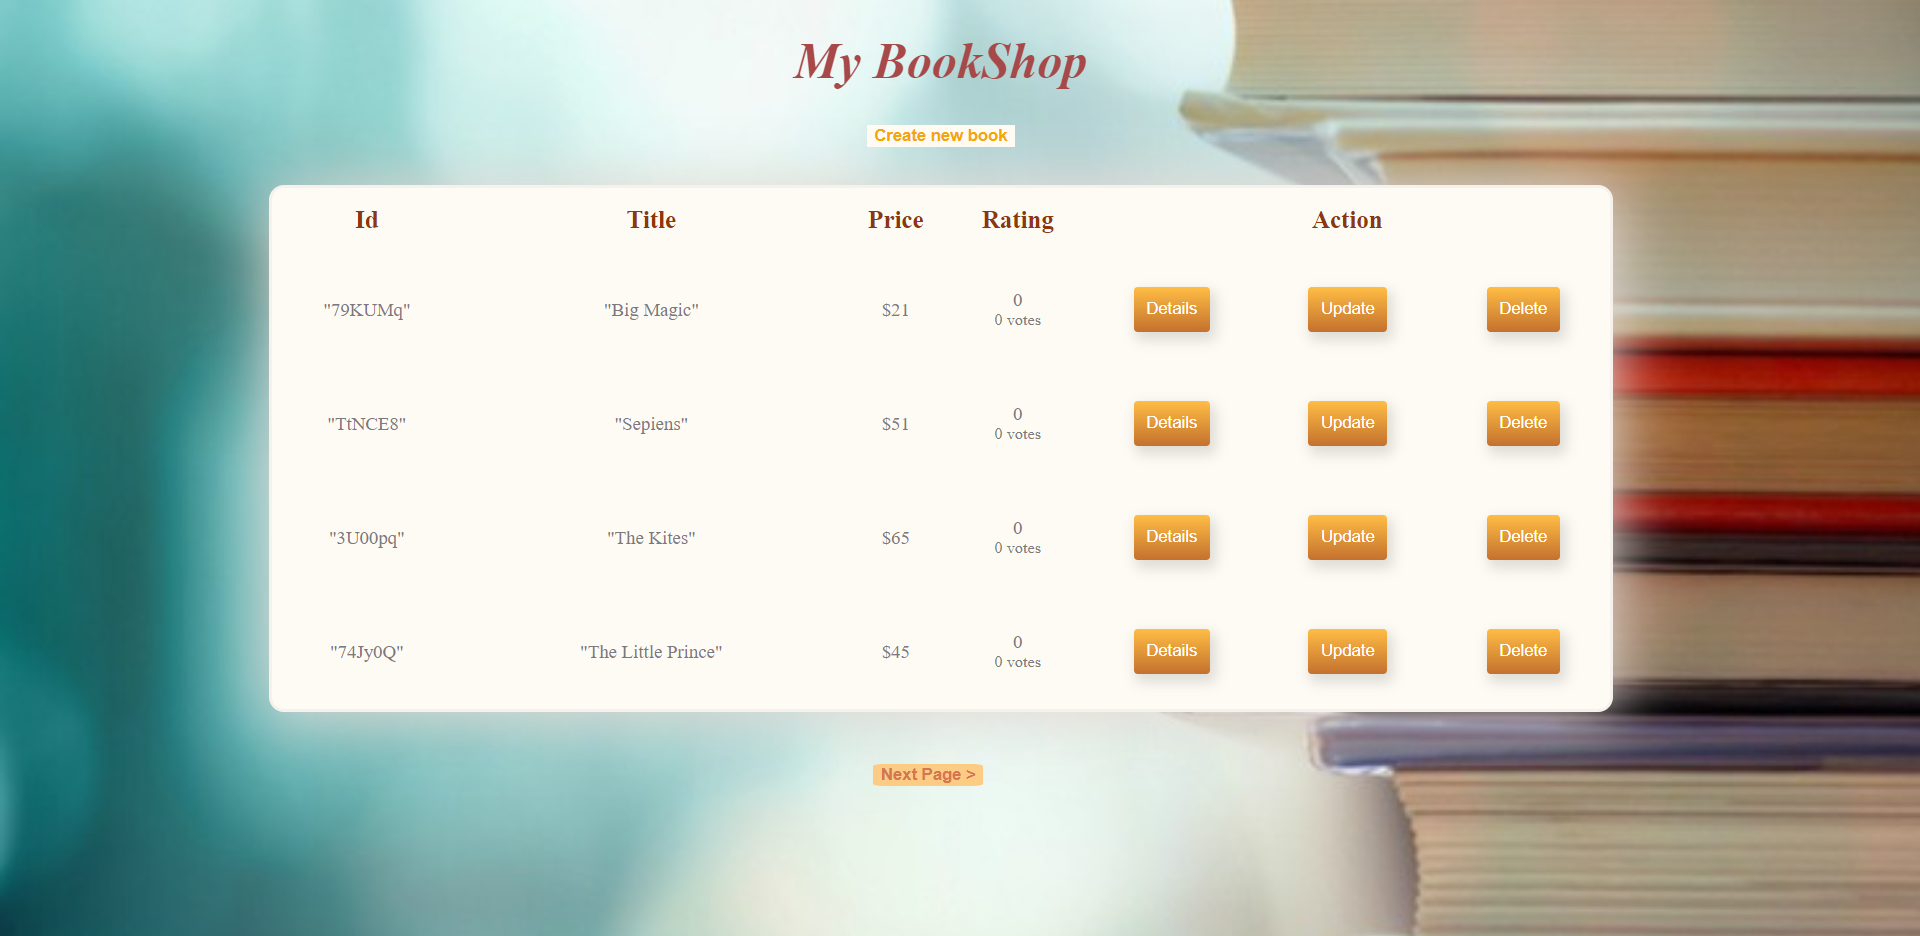 My BookShop
Create new book
Id Title Price Rating Action
"79KUMq" "Big Magic" $21 0 Details Update Delete
0 votes
"TtNCE8" "Sepiens" $51 0 Details Update Delete
0 votes
"3U00pq" "The Kites" $65 0 Details Update Delete
0 votes
"74Jy0Q" "The Little Prince" $45 0 Details Update Delete
0 votes
Next Page >